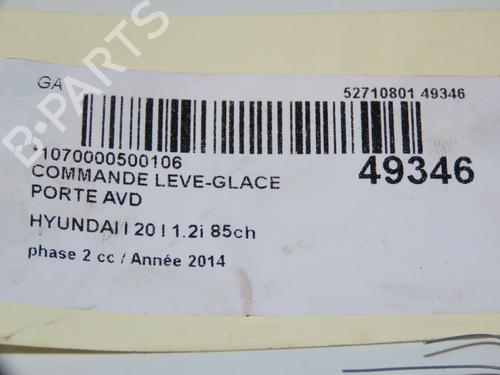 GA
52710801 49346
*1070000500106
49346
COMMANDE LEVE-GLACE
PORTE AVD
HYUNDAI I 20 I 1.2i 85ch
phase 2 cc / Année 2014
B-PARTS